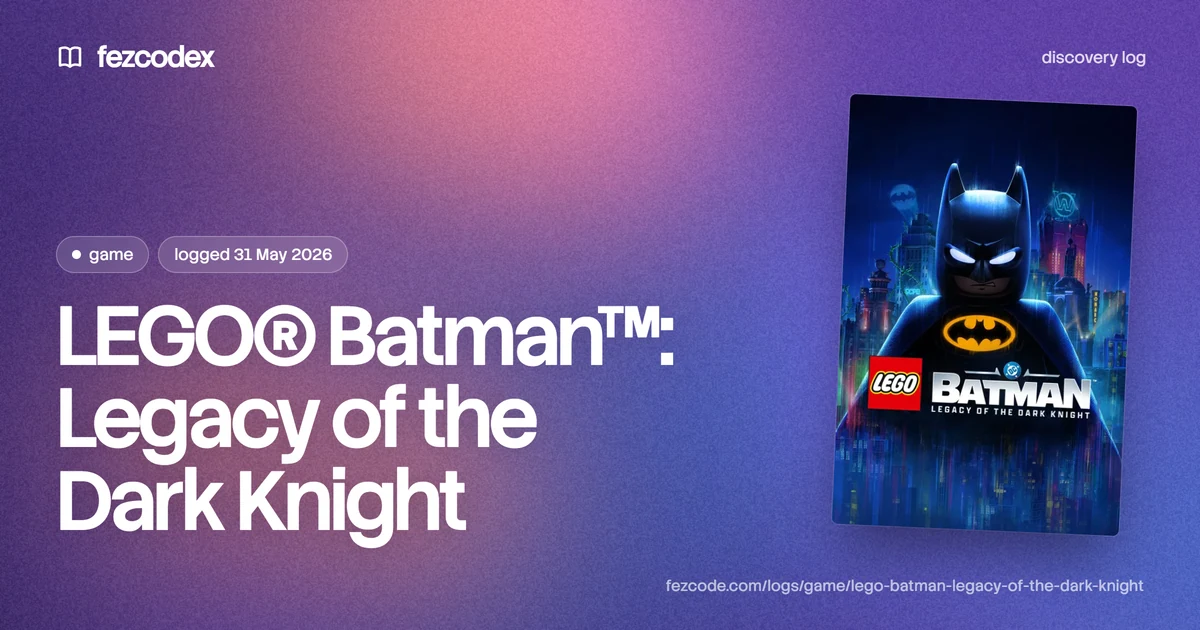 fezcodex
discovery log
game
logged 31 May 2026
LEGO® Batman™:
Legacy of the
Dark Knight
LEGO
BATMAN
LEGACY OF THE DARK KNIGHT
fezcode.com/logs/game/lego-batman-legacy-of-the-dark-knight